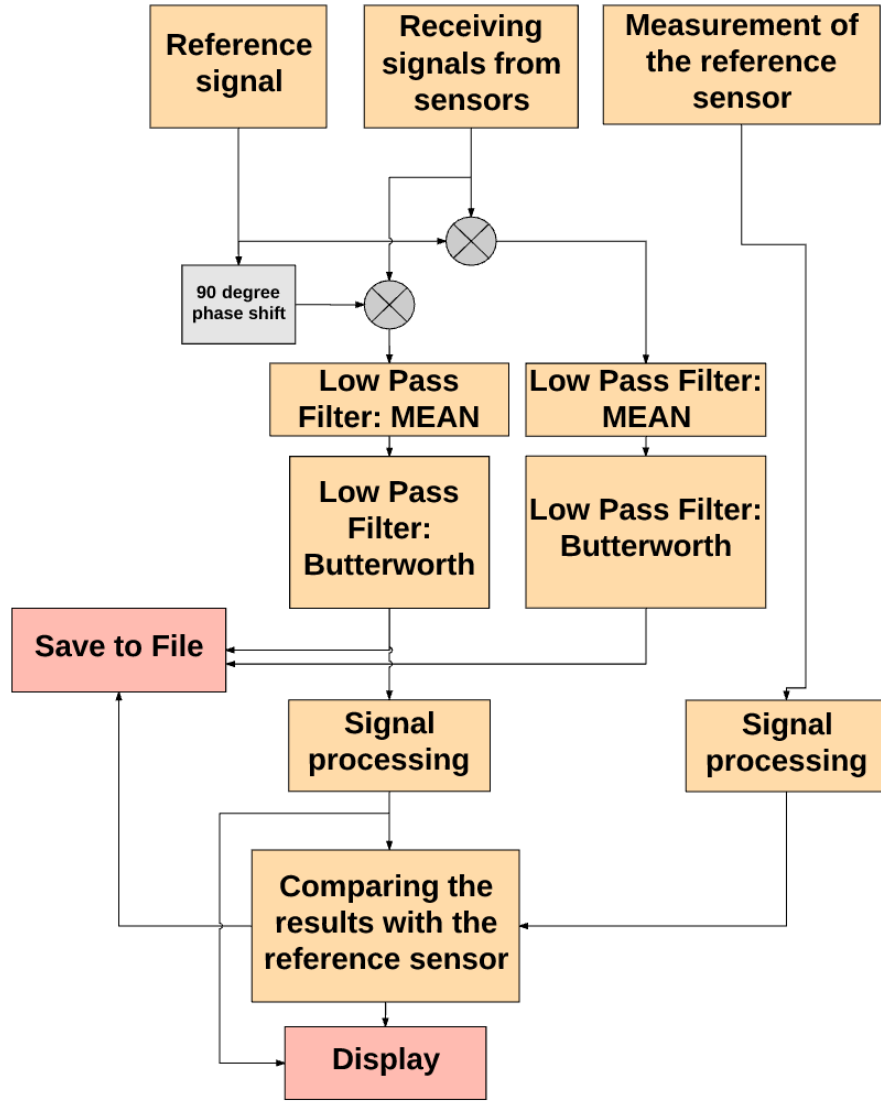 Reference
signal
Receiving
signals from
sensors
Measurement of
the reference
sensor
90 degree
phase shift
Low Pass
Filter: MEAN
Low Pass Filter:
MEAN
Low Pass
Filter:
Butterworth
Low Pass Filter:
Butterworth
Save to File
Signal
processing
Signal
processing
Comparing the
results with the
reference sensor
Display